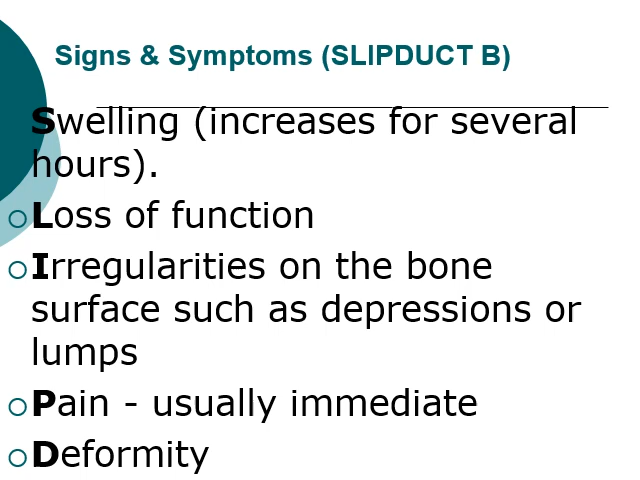 Signs & Symptoms (SLIPDUCT B)
Swelling (increases for several
hours).
Loss of function
Irregularities on the bone
surface such as depressions or
lumps
Pain - usually immediate
Deformity